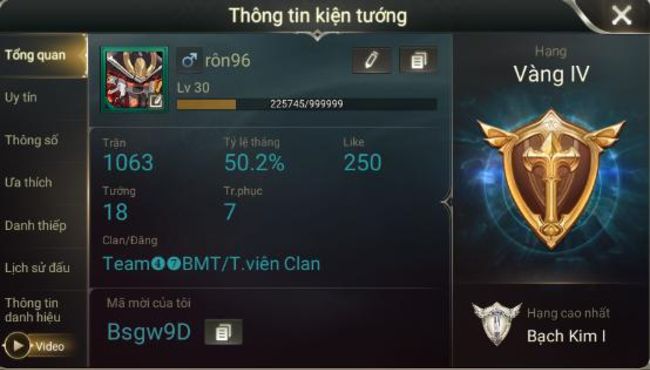 Thông tin kiện tướng
Tổng quan
Uy tín
Thông số
Ưa thích
Danh thiếp
Lịch sử đấu
Thông tin
danh hiệu
Video
rôn96
Lv 30
225745/999999
Trận Tỷ lệ thắng Like
1063 50.2% 250
Tướng Tr.phục
18 7
Clan/Đăng
Team❹❼BMT/T.viên Clan
Mã mời của tôi
Bsgw9D
Hạng
Vàng IV
Hạng cao nhất
Bạch Kim I